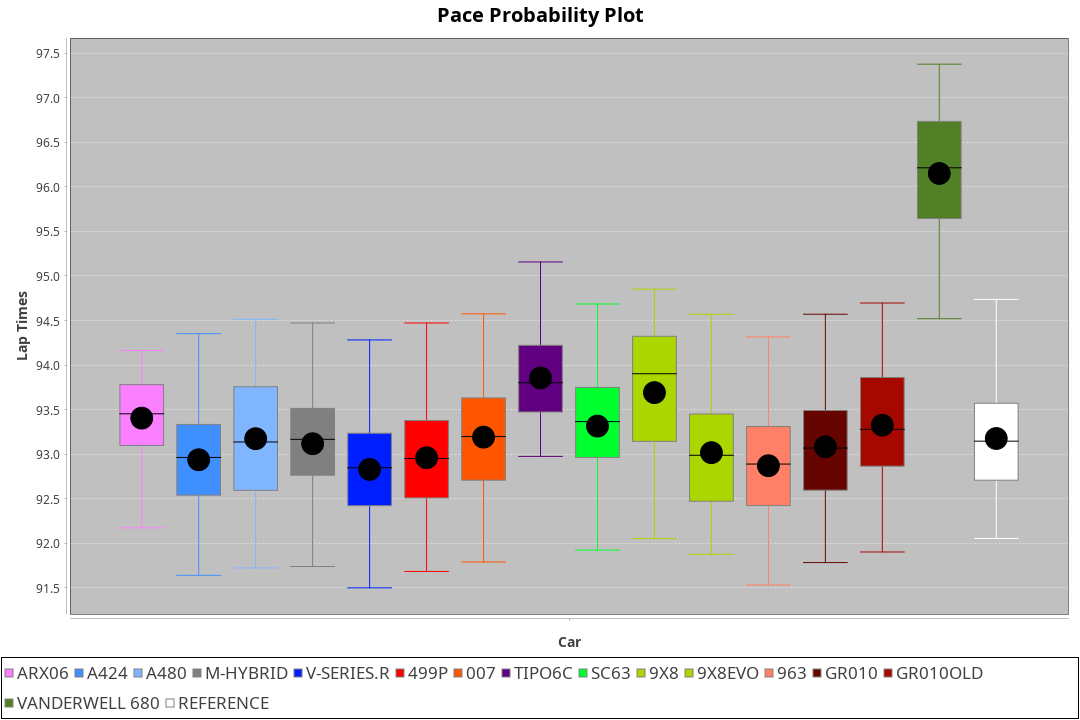 Pace Probability Plot
97.5
97.0
96.5
96.0
95.5
95.0
94.5
94.0
93.5
93.0
92.5
92.0
91.5
Lap Times
Car
ARX06 A424 A480 M-HYBRID V-SERIES.R 499P 007 TIPO6C SC63 9X8 9X8EVO 963 GR010 GR010OLD
VANDERWELL 680 REFERENCE